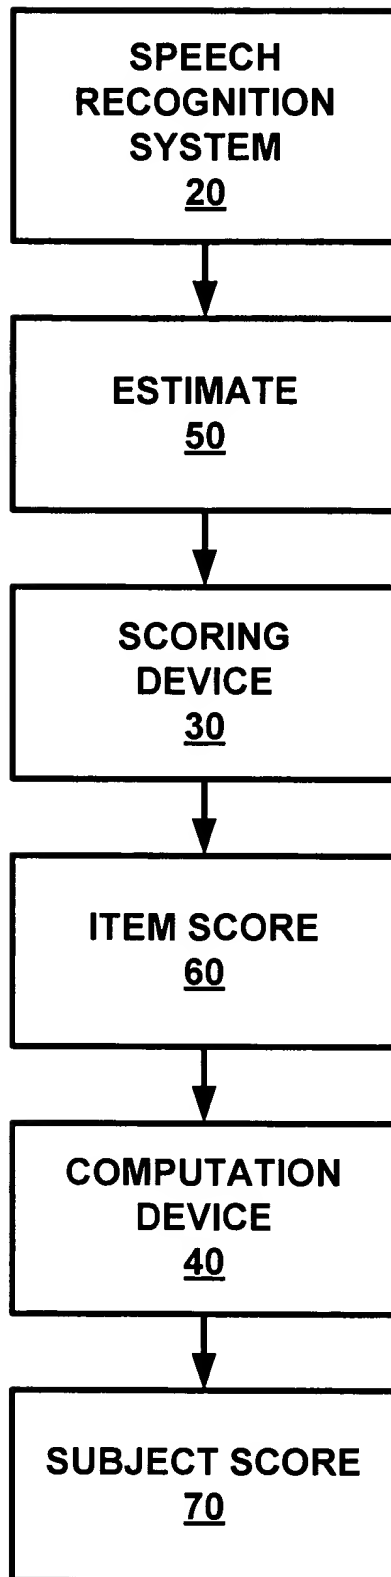 SPEECH
RECOGNITION
SYSTEM
20
ESTIMATE
50
SCORING
DEVICE
30
ITEM SCORE
60
COMPUTATION
DEVICE
40
SUBJECT SCORE
70